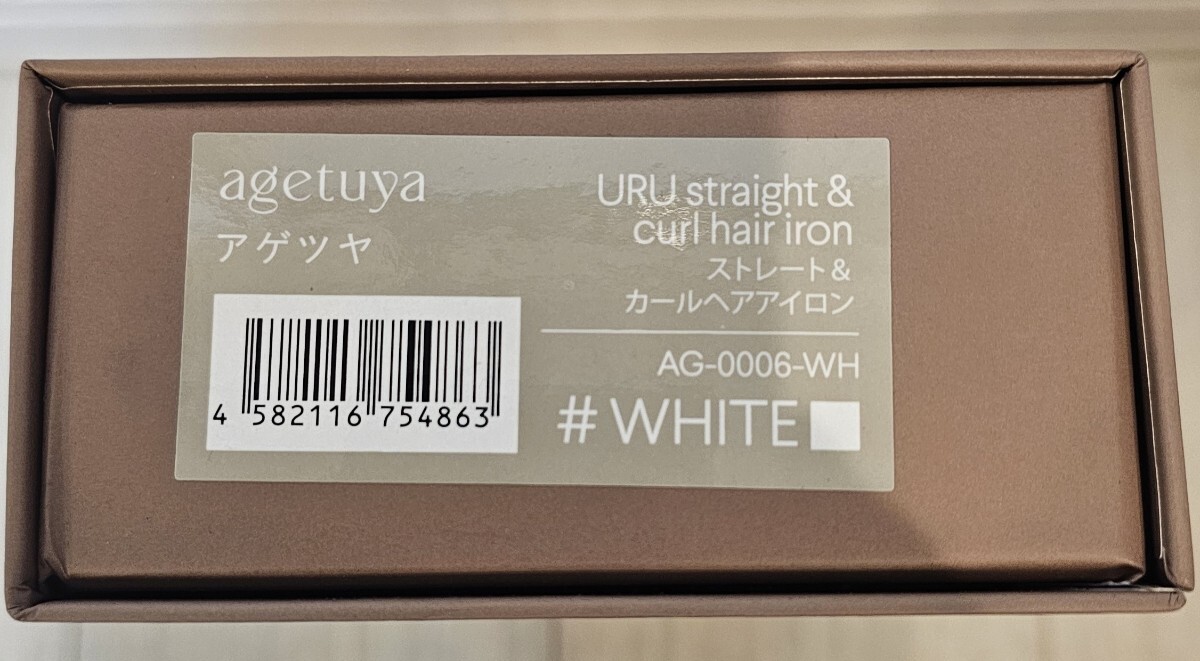 agetuya
アゲツヤ
4 582116 754863
URU straight &
curl hair iron
ストレート&
カールヘアアイロン
AG-0006-WH
# WHITE